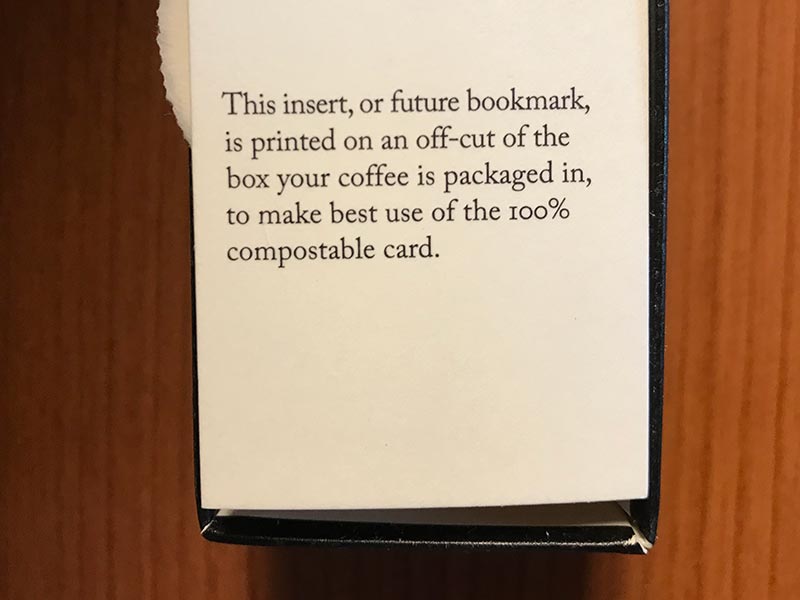 This insert, or future bookmark,
is printed on an off-cut of the
box your coffee is packaged in,
to make best use of the 100%
compostable card.